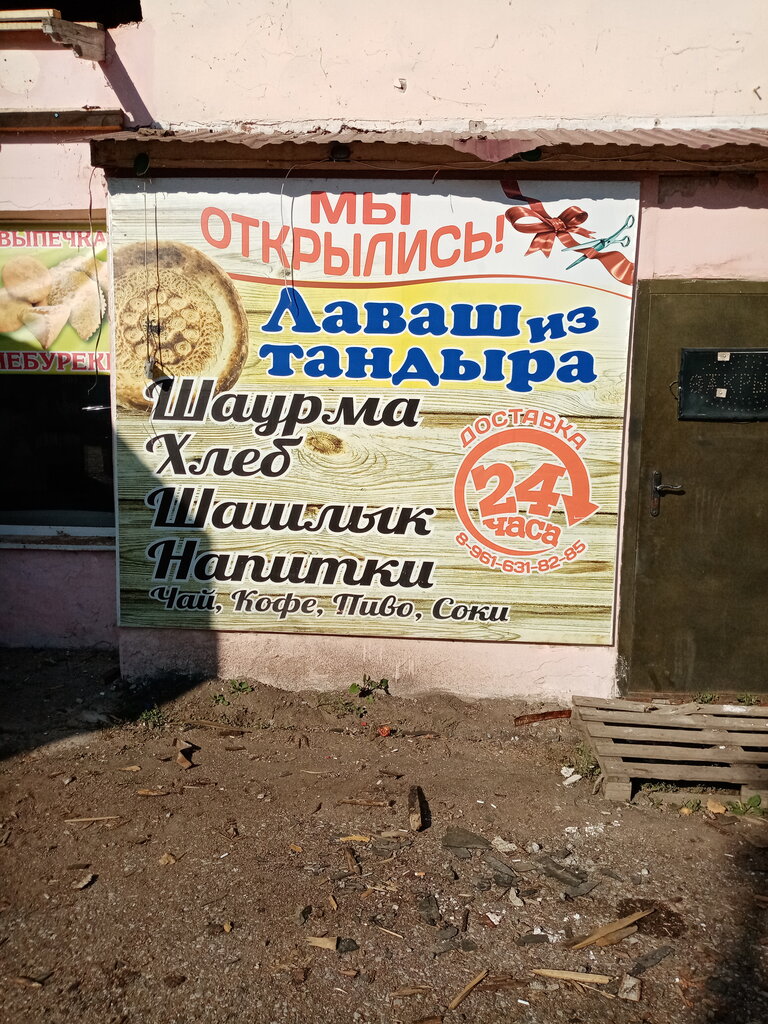 МЫ
ОТКРЫЛИСЬ!
ВЫПЕЧКА
ЧЕБУРЕКИ
Лаваш из
тандыра
Шаурма
Хлеб
Шашлык
Напитки
Чай, Кофе, Пиво, Соки
ДОСТАВКА
24
часа
8-961-631-82-85